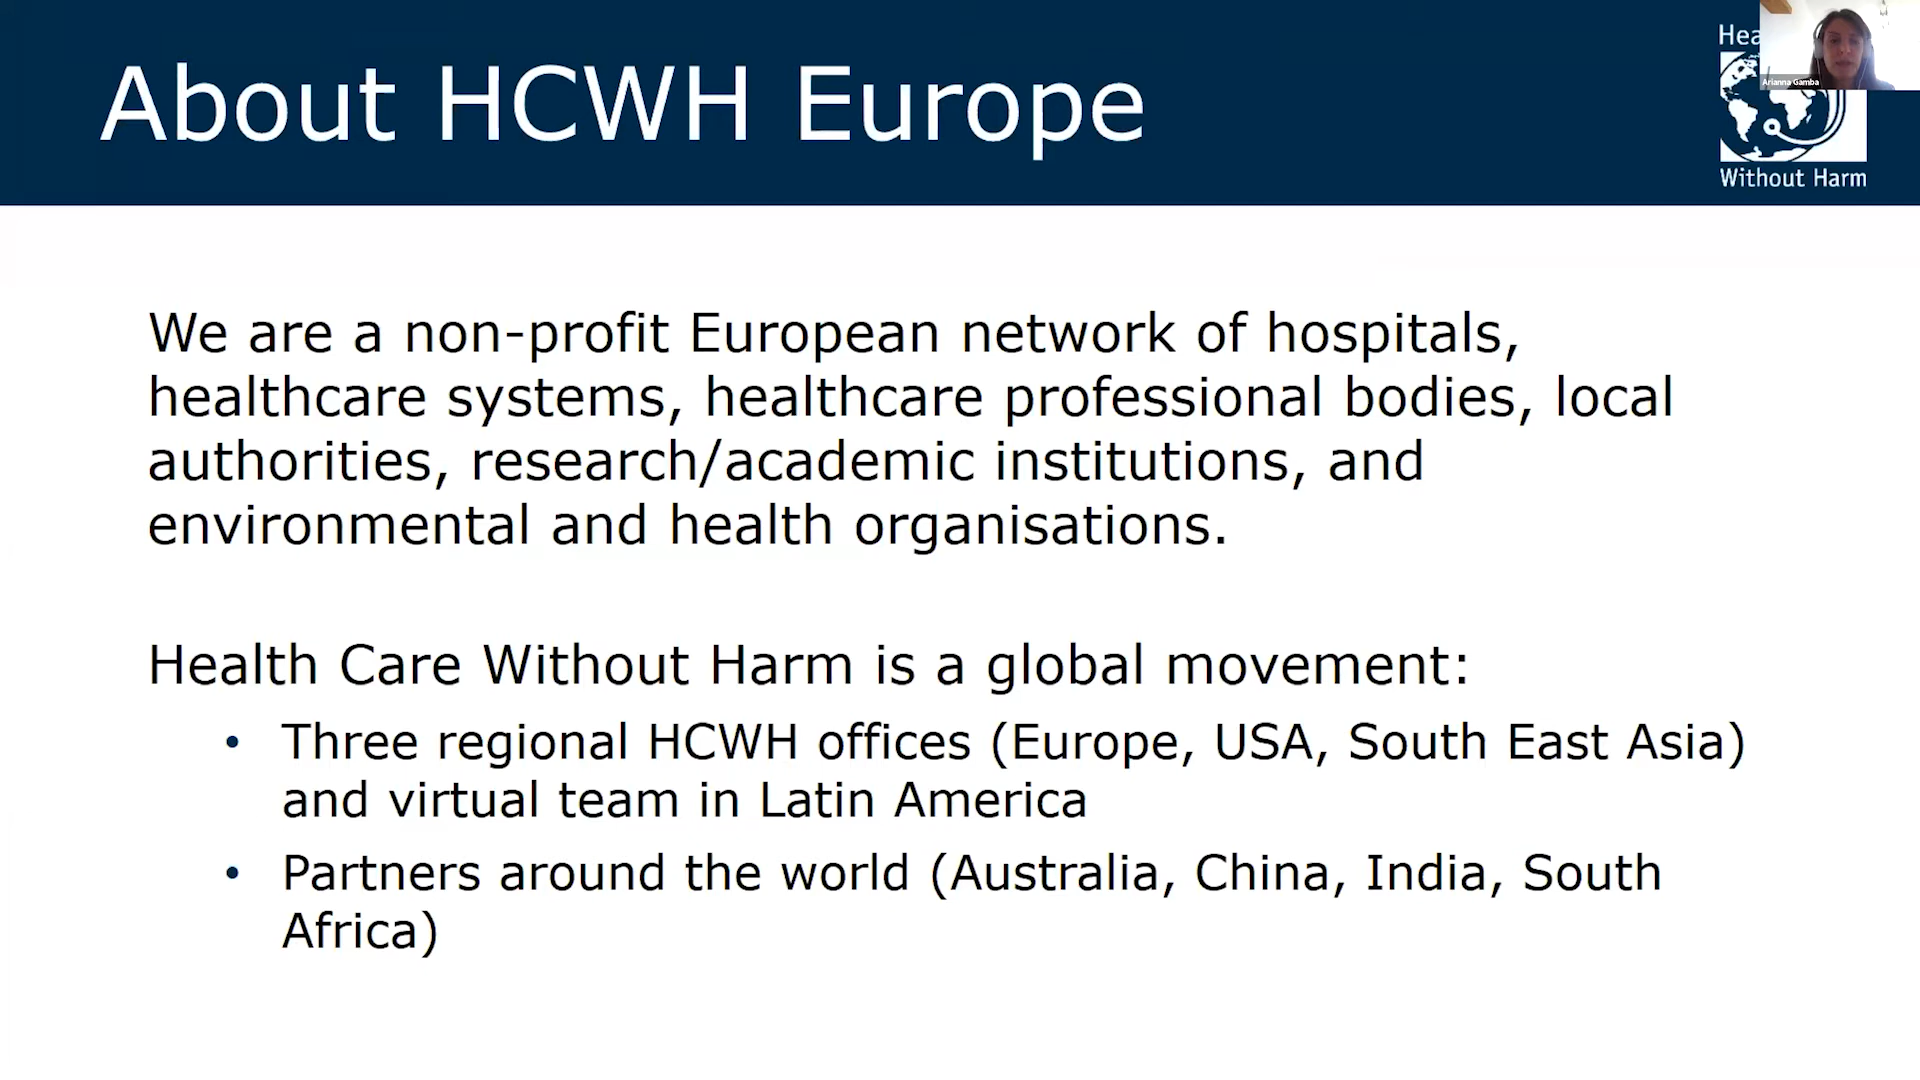 About HCWH Europe
Hea
Arianna Gamba
Without Harm
We are a non-profit European network of hospitals,
healthcare systems, healthcare professional bodies, local
authorities, research/academic institutions, and
environmental and health organisations.
Health Care Without Harm is a global movement:
• Three regional HCWH offices (Europe, USA, South East Asia)
and virtual team in Latin America
• Partners around the world (Australia, China, India, South
Africa)